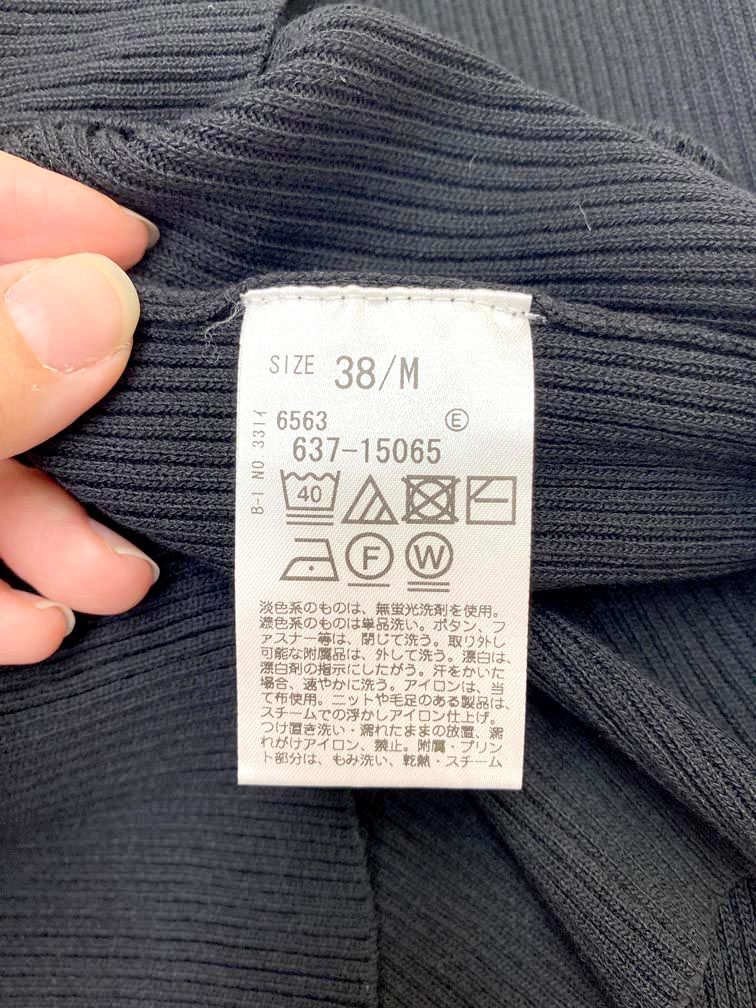 SIZE 38/M
6563 Ⓔ
637-15065
B-I NO 331イ
40
F W
淡色系のものは、無蛍光洗剤を使用。
濃色系のものは単品洗い。ボタン、フ
ァスナー等は、閉じて洗う。取り外し
可能な附属品は、外して洗う。漂白は、
漂白剤の指示にしたがう。汗をかいた
場合、速やかに洗う。アイロンは、当
て布使用。ニットや毛足のある製品は、
スチームでの浮かしアイロン仕上げ。
つけ置き洗い・濡れたままの放置、濡
れがけアイロン、禁止。附属・プリン
ト部分は、もみ洗い、乾熱・スチーム